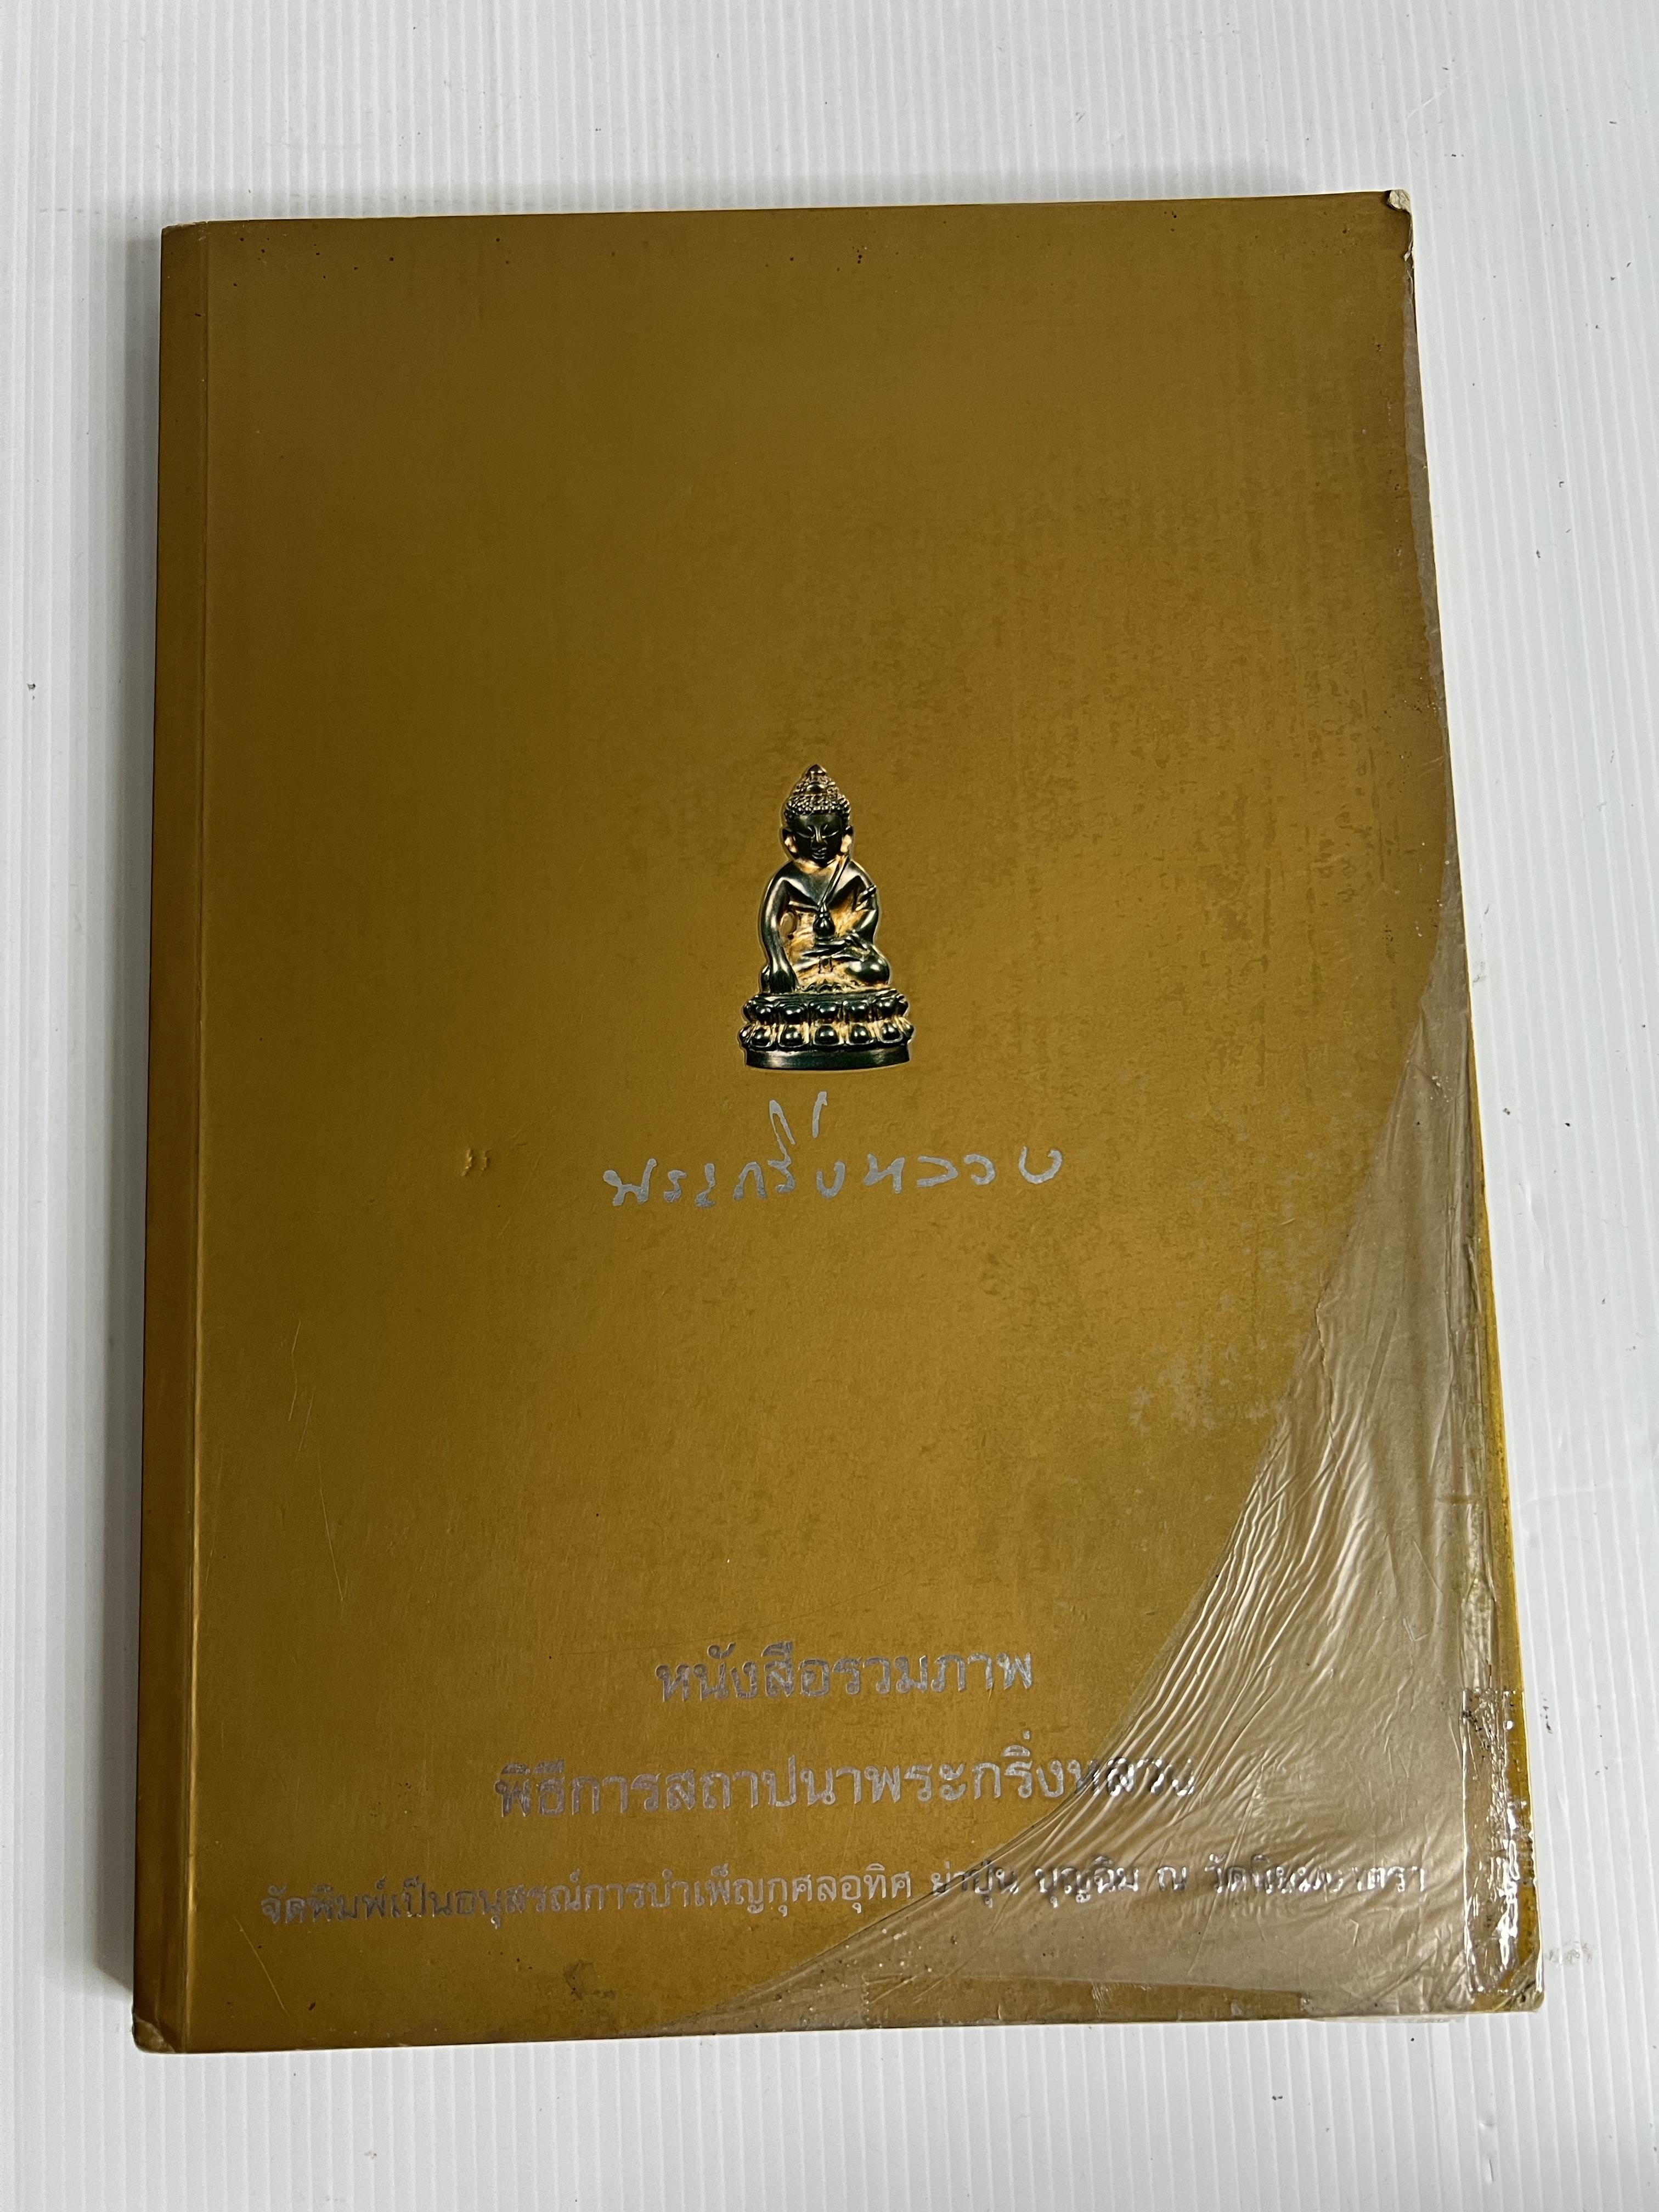 พระกริ่งหลวง
หนังสือรวมภาพ
พิธีการสถาปนาพระกริ่งหลวง
จัดพิมพ์เป็นอนุสรณ์การบำเพ็ญกุศลอุทิศ ย่าปุ่น บุญฉิม ณ